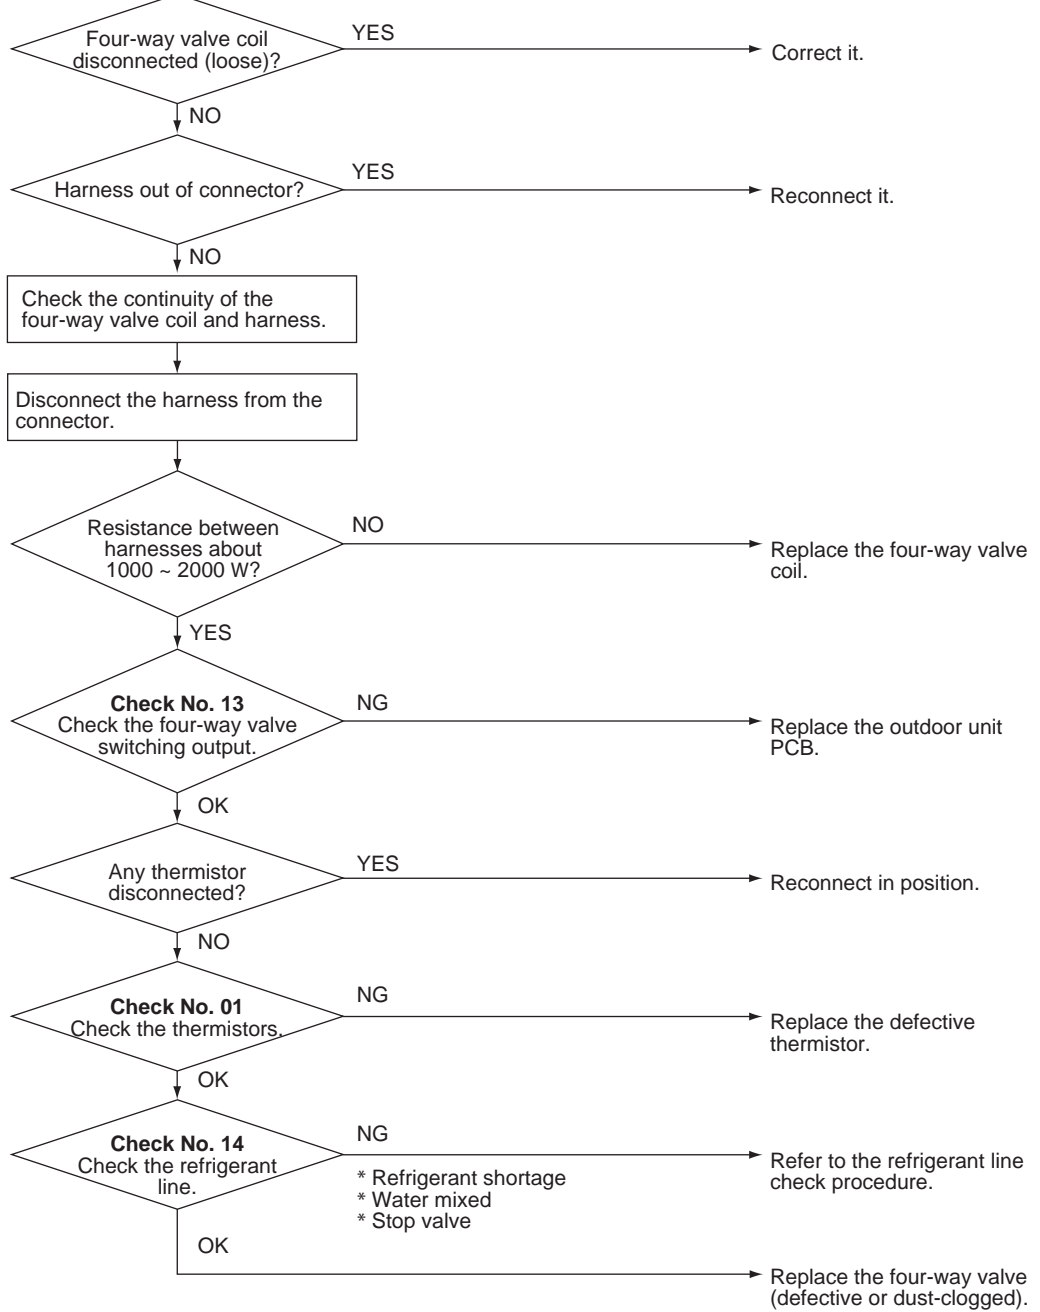 Four-way valve coil
disconnected (loose)?
YES
Correct it.
NO
Harness out of connector?
YES
Reconnect it.
NO
Check the continuity of the
four-way valve coil and harness.
Disconnect the harness from the
connector.
Resistance between
harnesses about
1000 ~ 2000 W?
NO
Replace the four-way valve
coil.
YES
Check No. 13
Check the four-way valve
switching output.
NG
Replace the outdoor unit
PCB.
OK
Any thermistor
disconnected?
YES
Reconnect in position.
NO
Check No. 01
Check the thermistors.
NG
Replace the defective
thermistor.
OK
Check No. 14
Check the refrigerant
line.
NG
* Refrigerant shortage
* Water mixed
* Stop valve
Refer to the refrigerant line
check procedure.
OK
Replace the four-way valve
(defective or dust-clogged).